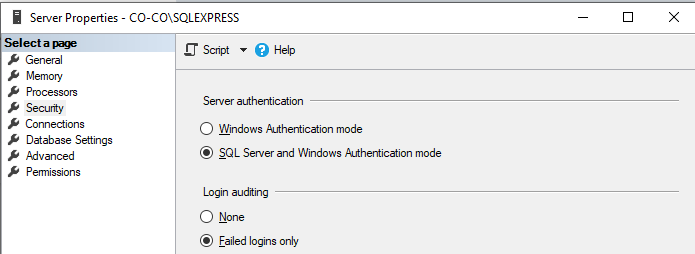 Server Properties - CO-CO\SQLEXPRESS
Select a page
General
Memory
Processors
Security
Connections
Database Settings
Advanced
Permissions
Script Help
Server authentication
Windows Authentication mode
SQL Server and Windows Authentication mode
Login auditing
None
Failed logins only